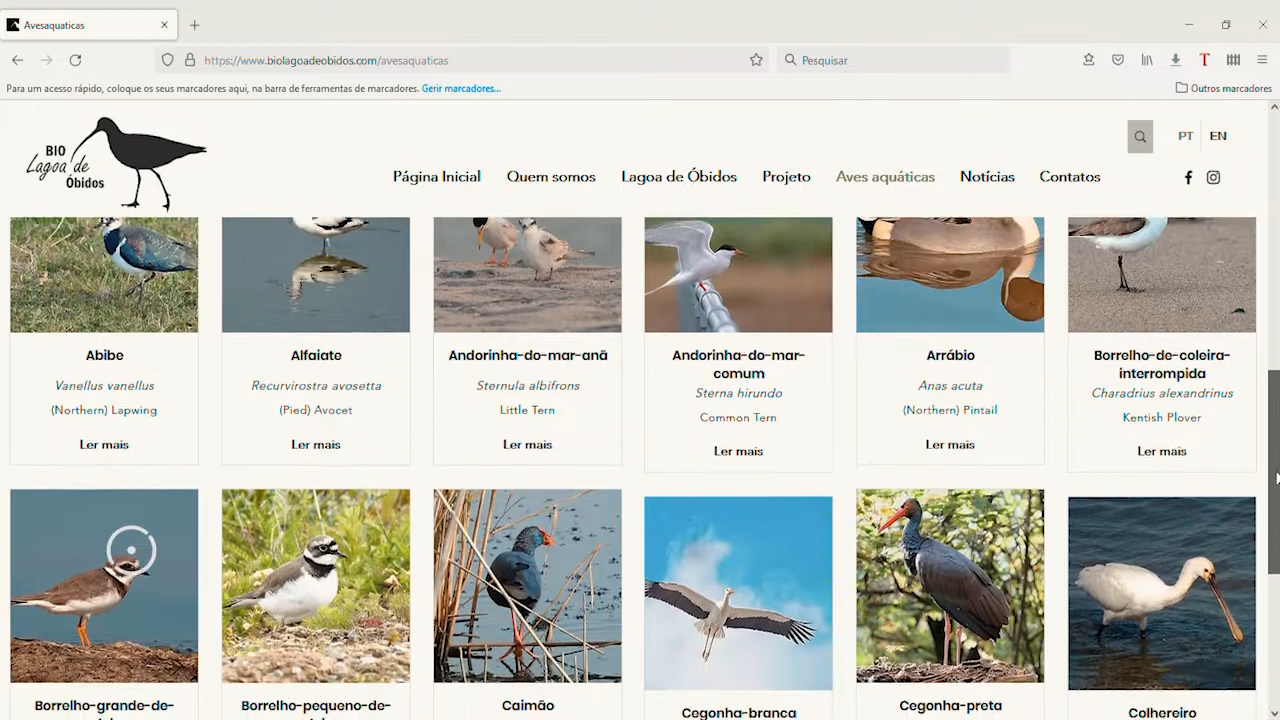 Avesaquaticas
https://www.biolagoadeobidos.com/avesaquaticas
Pesquisar
Para um acesso rápido, coloque os seus marcadores aqui, na barra de ferramentas de marcadores. Gerir marcadores...
Outros marcadores
BIO
Lagoa de
Óbidos
PT
EN
Página Inicial
Quem somos
Lagoa de Óbidos
Projeto
Aves aquáticas
Notícias
Contatos
Abibe
Vanellus vanellus
(Northern) Lapwing
Ler mais
Alfaiate
Recurvirostra avosetta
(Pied) Avocet
Ler mais
Andorinha-do-mar-anã
Sternula albifrons
Little Tern
Ler mais
Andorinha-do-mar-
comum
Sterna hirundo
Common Tern
Ler mais
Arrábio
Anas acuta
(Northern) Pintail
Ler mais
Borrelho-de-coleira-
interrompida
Charadrius alexandrinus
Kentish Plover
Ler mais
Borrelho-grande-de-
Borrelho-pequeno-de-
Caimão
Cegonha-branca
Cegonha-preta
Colhereiro